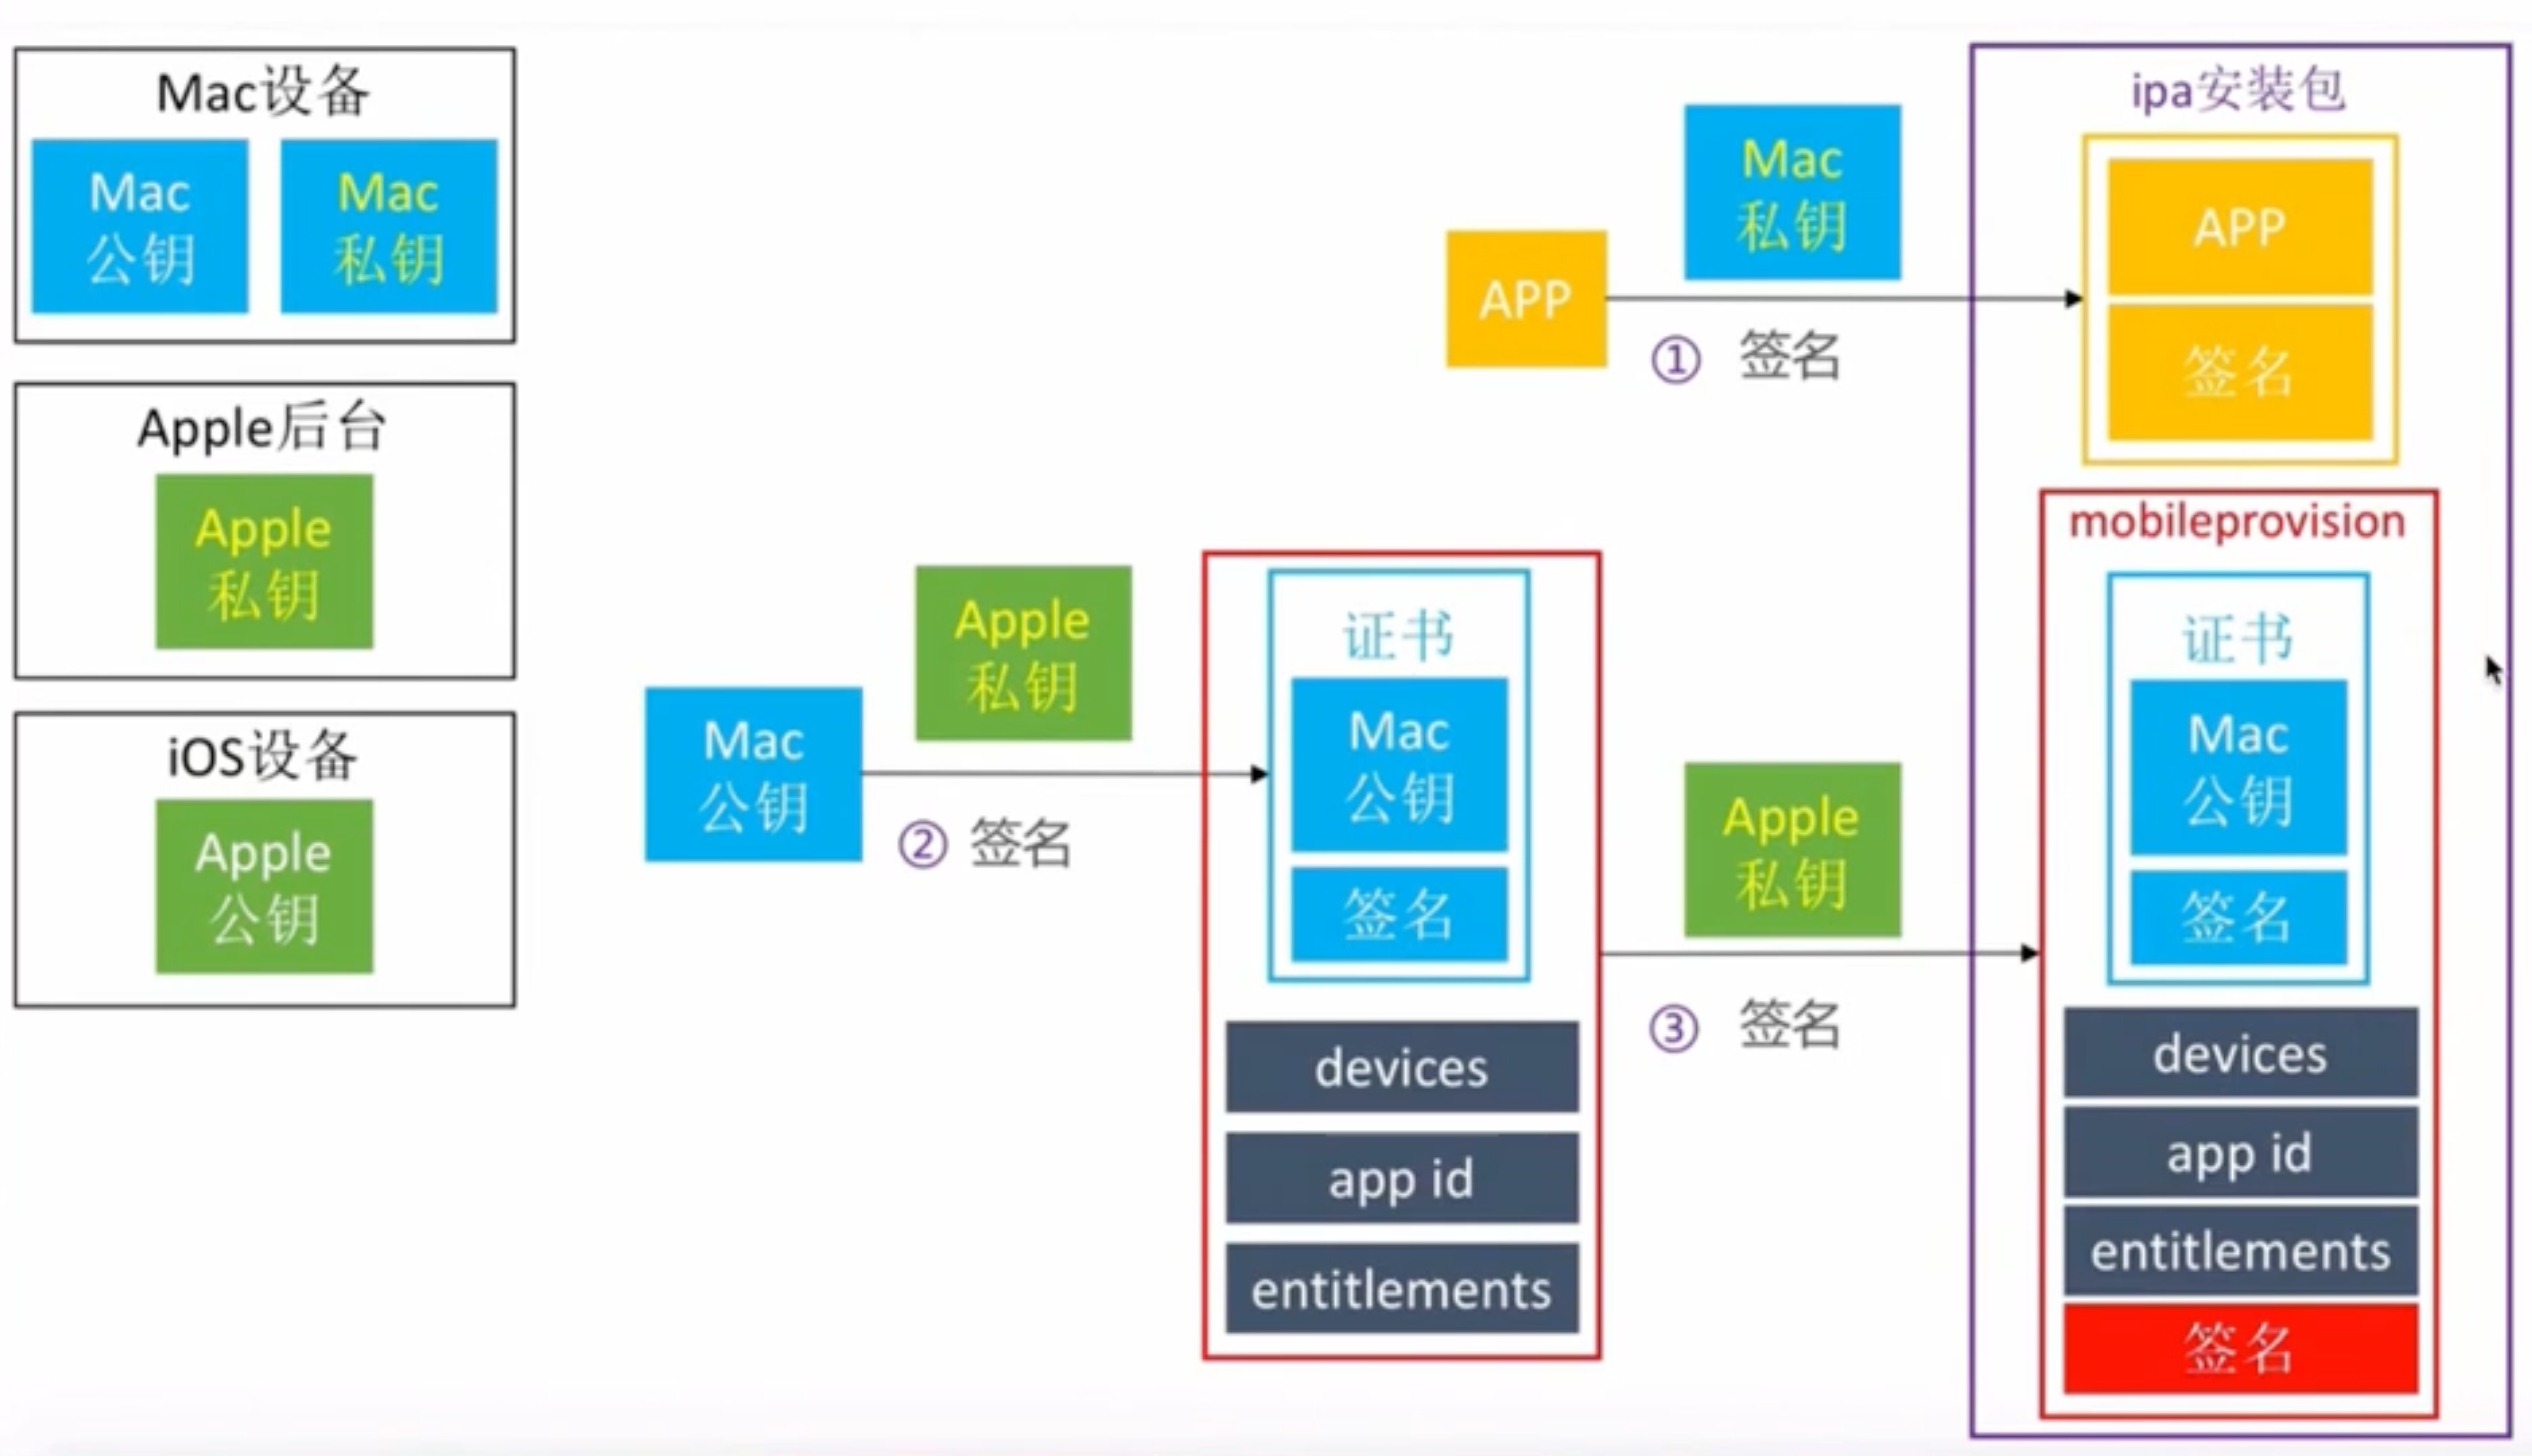 Mac设备
Mac
公钥
Mac
私钥
Apple后台
Apple
私钥
iOS设备
Apple
公钥
Mac
公钥
Apple
私钥
② 签名
证书
Mac
公钥
签名
devices
app id
entitlements
APP
Mac
私钥
① 签名
Apple
私钥
③ 签名
ipa安装包
APP
签名
mobileprovision
证书
Mac
公钥
签名
devices
app id
entitlements
签名